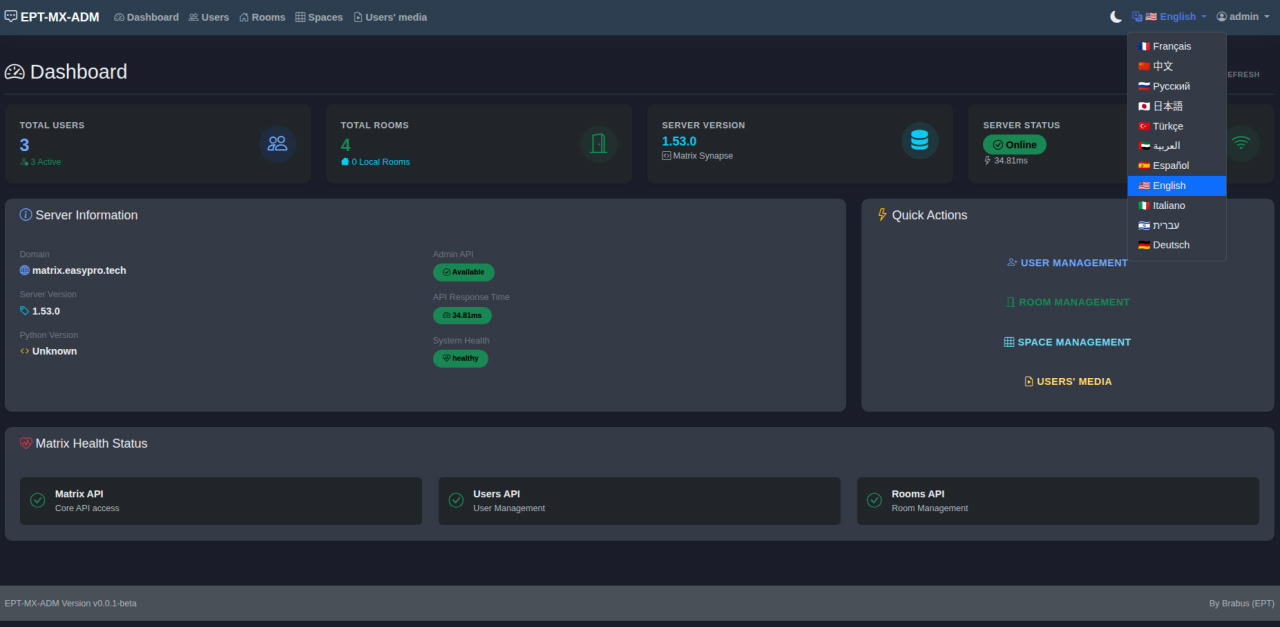 EPT-MX-ADM Dashboard Users Rooms Spaces Users' media English admin
Français
中文
Русский
日本語
Türkçe
العربية
Español
English
Italiano
עברית
Deutsch
Dashboard
TOTAL USERS
3
3 Active
TOTAL ROOMS
4
0 Local Rooms
SERVER VERSION
1.53.0
Matrix Synapse
SERVER STATUS
Online
34.81ms
Server Information
Domain
matrix.easypro.tech
Server Version
1.53.0
Python Version
Unknown
Admin API
Available
API Response Time
34.81ms
System Health
healthy
Quick Actions
USER MANAGEMENT
ROOM MANAGEMENT
SPACE MANAGEMENT
USERS' MEDIA
Matrix Health Status
Matrix API
Core API access
Users API
User Management
Rooms API
Room Management
EPT-MX-ADM Version v0.0.1-beta
By Brabus (EPT)